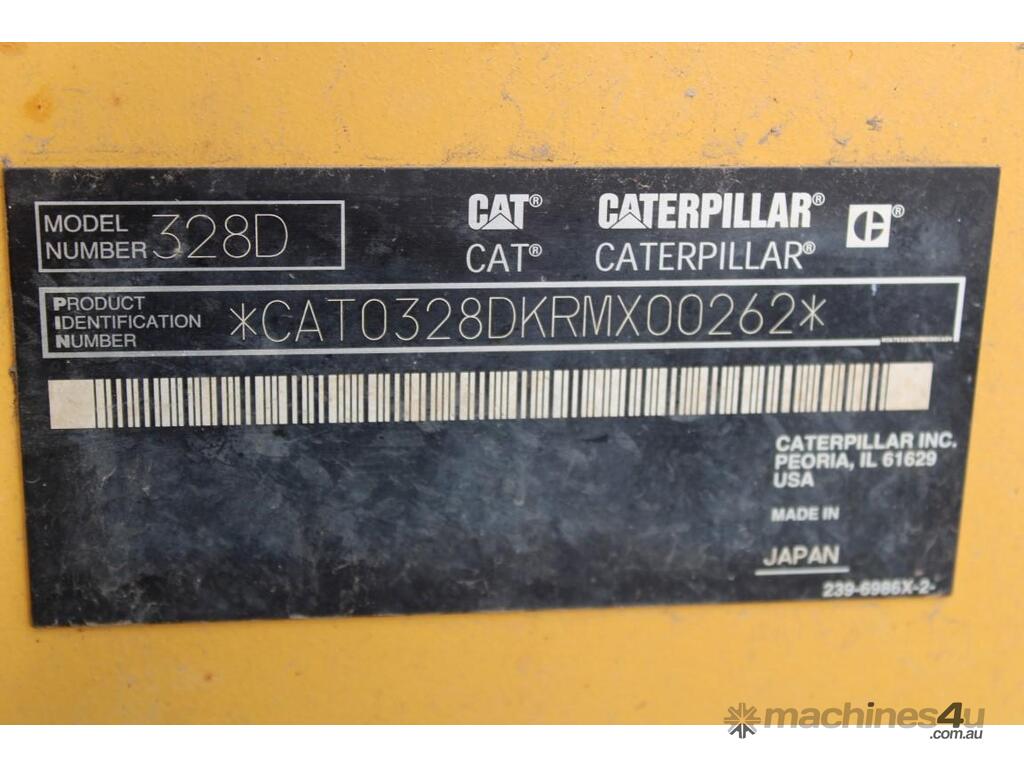 MODEL
NUMBER 328D
CAT® CATERPILLAR®
CAT® CATERPILLAR®
PRODUCT
IDENTIFICATION
NUMBER
*CAT0328DKRMX00262*
CATERPILLAR INC.
PEORIA, IL 61629
USA
MADE IN
JAPAN
239-6986X-2-
machines4u
.com.au